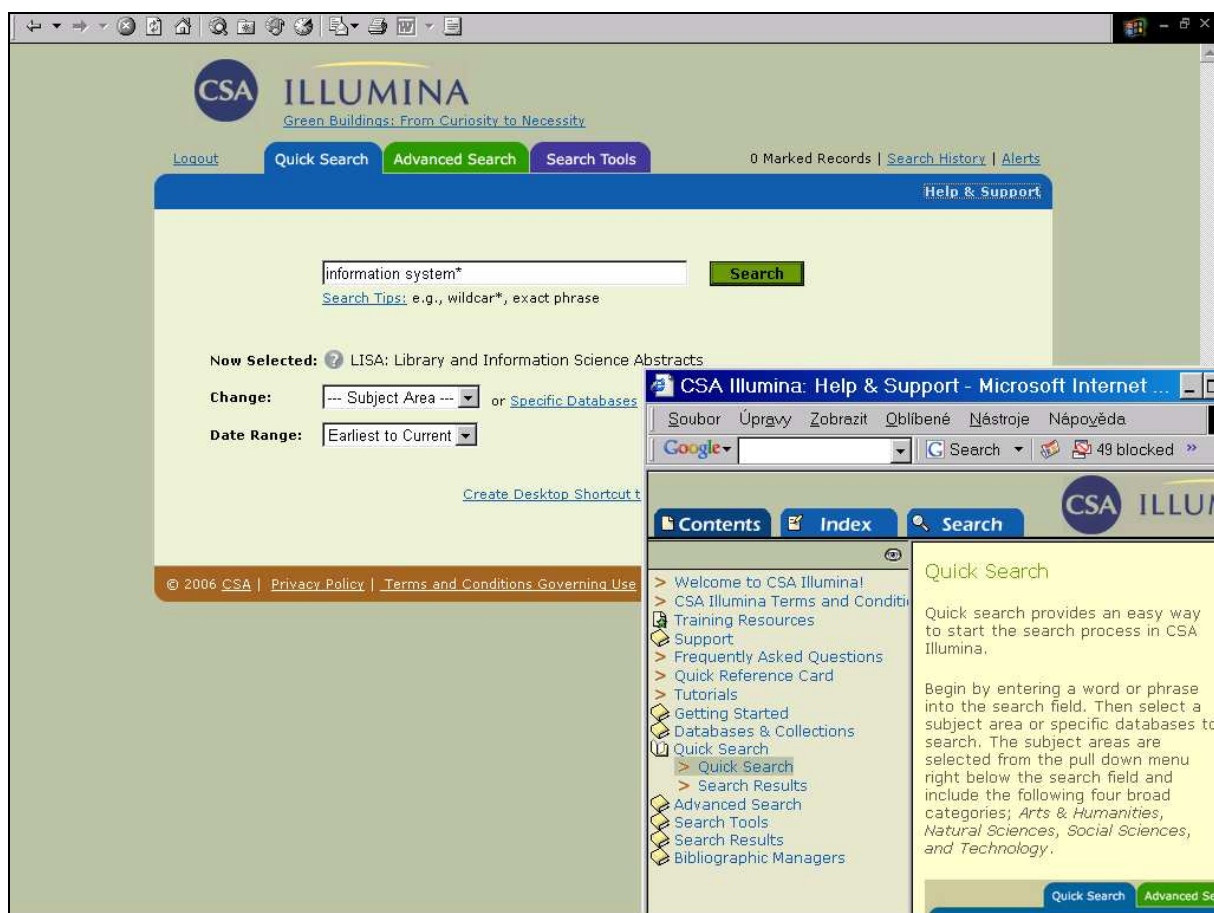 CSA ILLUMINA
Green Buildings: From Curiosity to Necessity
Logout Quick Search Advanced Search Search Tools 0 Marked Records | Search History | Alerts
Help & Support
information system* Search
Search Tips: e.g., wildcar*, exact phrase
Now Selected: ? LISA: Library and Information Science Abstracts
Change: --- Subject Area --- or Specific Databases
Date Range: Earliest to Current
Create Desktop Shortcut t
© 2006 CSA | Privacy Policy | Terms and Conditions Governing Use
CSA Illumina: Help & Support - Microsoft Internet ...
Soubor Úpravy Zobrazit Oblíbené Nástroje Nápověda
Google G Search 49 blocked »
Contents Index Search CSA ILLU
> Welcome to CSA Illumina!
> CSA Illumina Terms and Conditi
Training Resources
Support
> Frequently Asked Questions
> Quick Reference Card
> Tutorials
Getting Started
Databases & Collections
Quick Search
> Quick Search
> Search Results
Advanced Search
Search Tools
Search Results
Bibliographic Managers
Quick Search
Quick search provides an easy way
to start the search process in CSA
Illumina.
Begin by entering a word or phrase
into the search field. Then select a
subject area or specific databases to
search. The subject areas are
selected from the pull down menu
right below the search field and
include the following four broad
categories; Arts & Humanities,
Natural Sciences, Social Sciences,
and Technology.
Quick Search Advanced Se